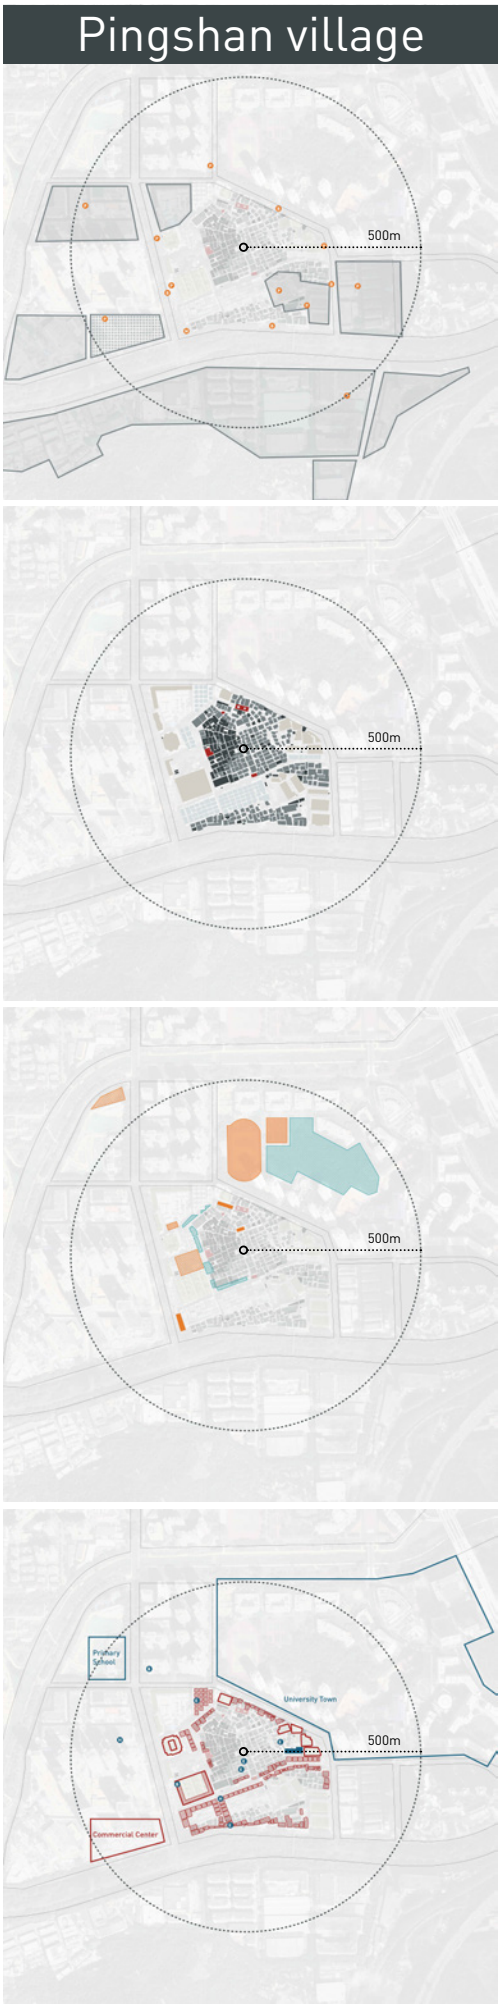 Pingshan village
500m
500m
500m
Primary
School
University Town
500m
Commercial Center